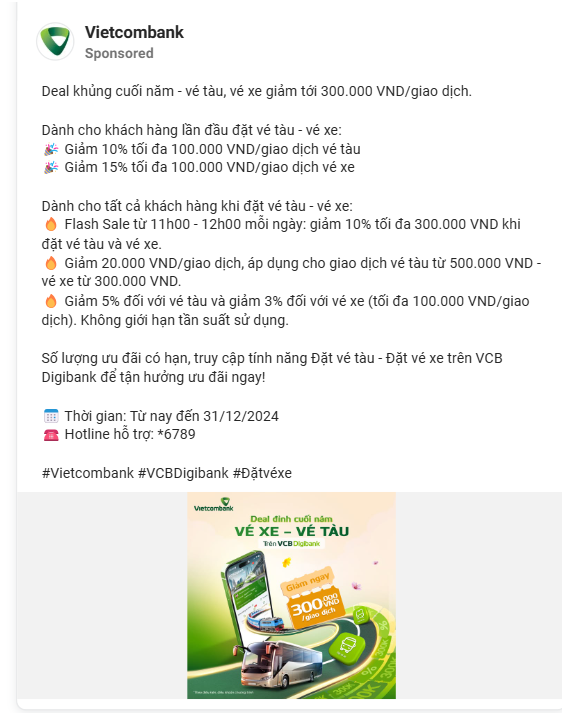 Vietcombank
Sponsored
Deal khủng cuối năm - vé tàu, vé xe giảm tới 300.000 VND/giao dịch.
Dành cho khách hàng lần đầu đặt vé tàu - vé xe:
🎉 Giảm 10% tối đa 100.000 VND/giao dịch vé tàu
🎉 Giảm 15% tối đa 100.000 VND/giao dịch vé xe
Dành cho tất cả khách hàng khi đặt vé tàu - vé xe:
🔥 Flash Sale từ 11h00 - 12h00 mỗi ngày: giảm 10% tối đa 300.000 VND khi
đặt vé tàu và vé xe.
🔥 Giảm 20.000 VND/giao dịch, áp dụng cho giao dịch vé tàu từ 500.000 VND -
vé xe từ 300.000 VND.
🔥 Giảm 5% đối với vé tàu và giảm 3% đối với vé xe (tối đa 100.000 VND/giao
dịch). Không giới hạn tần suất sử dụng.
Số lượng ưu đãi có hạn, truy cập tính năng Đặt vé tàu - Đặt vé xe trên VCB
Digibank để tận hưởng ưu đãi ngay!
📅 Thời gian: Từ nay đến 31/12/2024
☎️ Hotline hỗ trợ: *6789
#Vietcombank #VCBDigibank #Đặtvéxe
Vietcombank
Deal đỉnh cuối năm
VÉ XE – VÉ TÀU
Trên VCB Digibank
Giảm ngay
300.000
VND
/giao dịch
300K